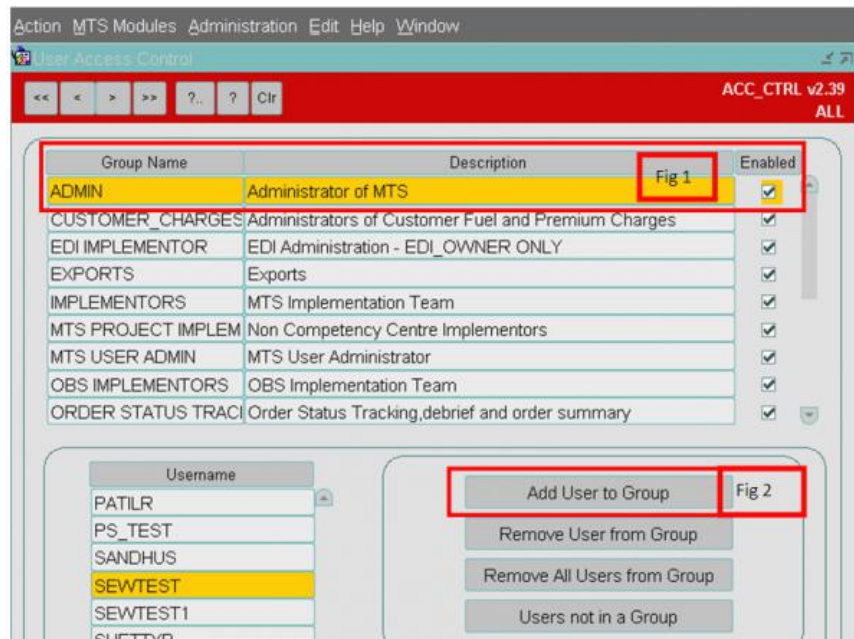 Action MTS Modules Administration Edit Help Window
User Access Control
<< < > >> ?.. ? Clr
ACC_CTRL v2.39
ALL
Group Name Description Enabled
Fig 1
ADMIN Administrator of MTS
CUSTOMER_CHARGES Administrators of Customer Fuel and Premium Charges
EDI IMPLEMENTOR EDI Administration - EDI_OWNER ONLY
EXPORTS Exports
IMPLEMENTORS MTS Implementation Team
MTS PROJECT IMPLEM Non Competency Centre Implementors
MTS USER ADMIN MTS User Administrator
OBS IMPLEMENTORS OBS Implementation Team
ORDER STATUS TRACI Order Status Tracking,debrief and order summary
Username
PATILR
PS_TEST
SANDHUS
SEWTEST
SEWTEST1
Add User to Group Fig 2
Remove User from Group
Remove All Users from Group
Users not in a Group